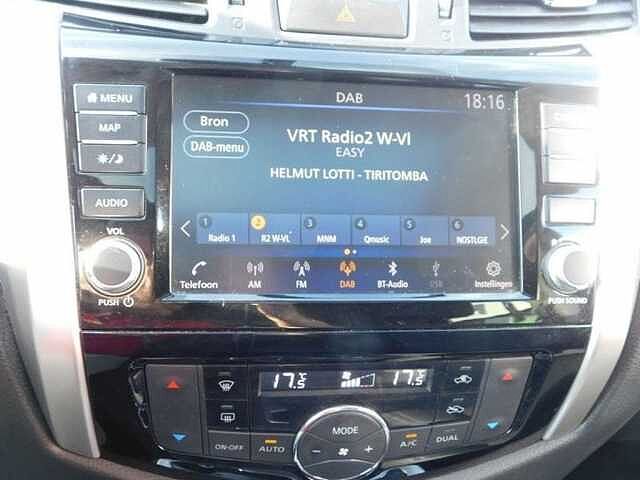 MENU
MAP
AUDIO
VOL
PUSH
DAB
18:16
Bron
DAB-menu
VRT Radio2 W-Vl
EASY
HELMUT LOTTI - TIRITOMBA
1 2 3 4 5 6
Radio 1 R2 W-VL MNM Qmusic Joe NOSTLGIE
Telefoon AM FM DAB BT-Audio USB Instellingen
PUSH SOUND
17.5°C 17.5°C
MODE
ON·OFF AUTO - + A/C DUAL